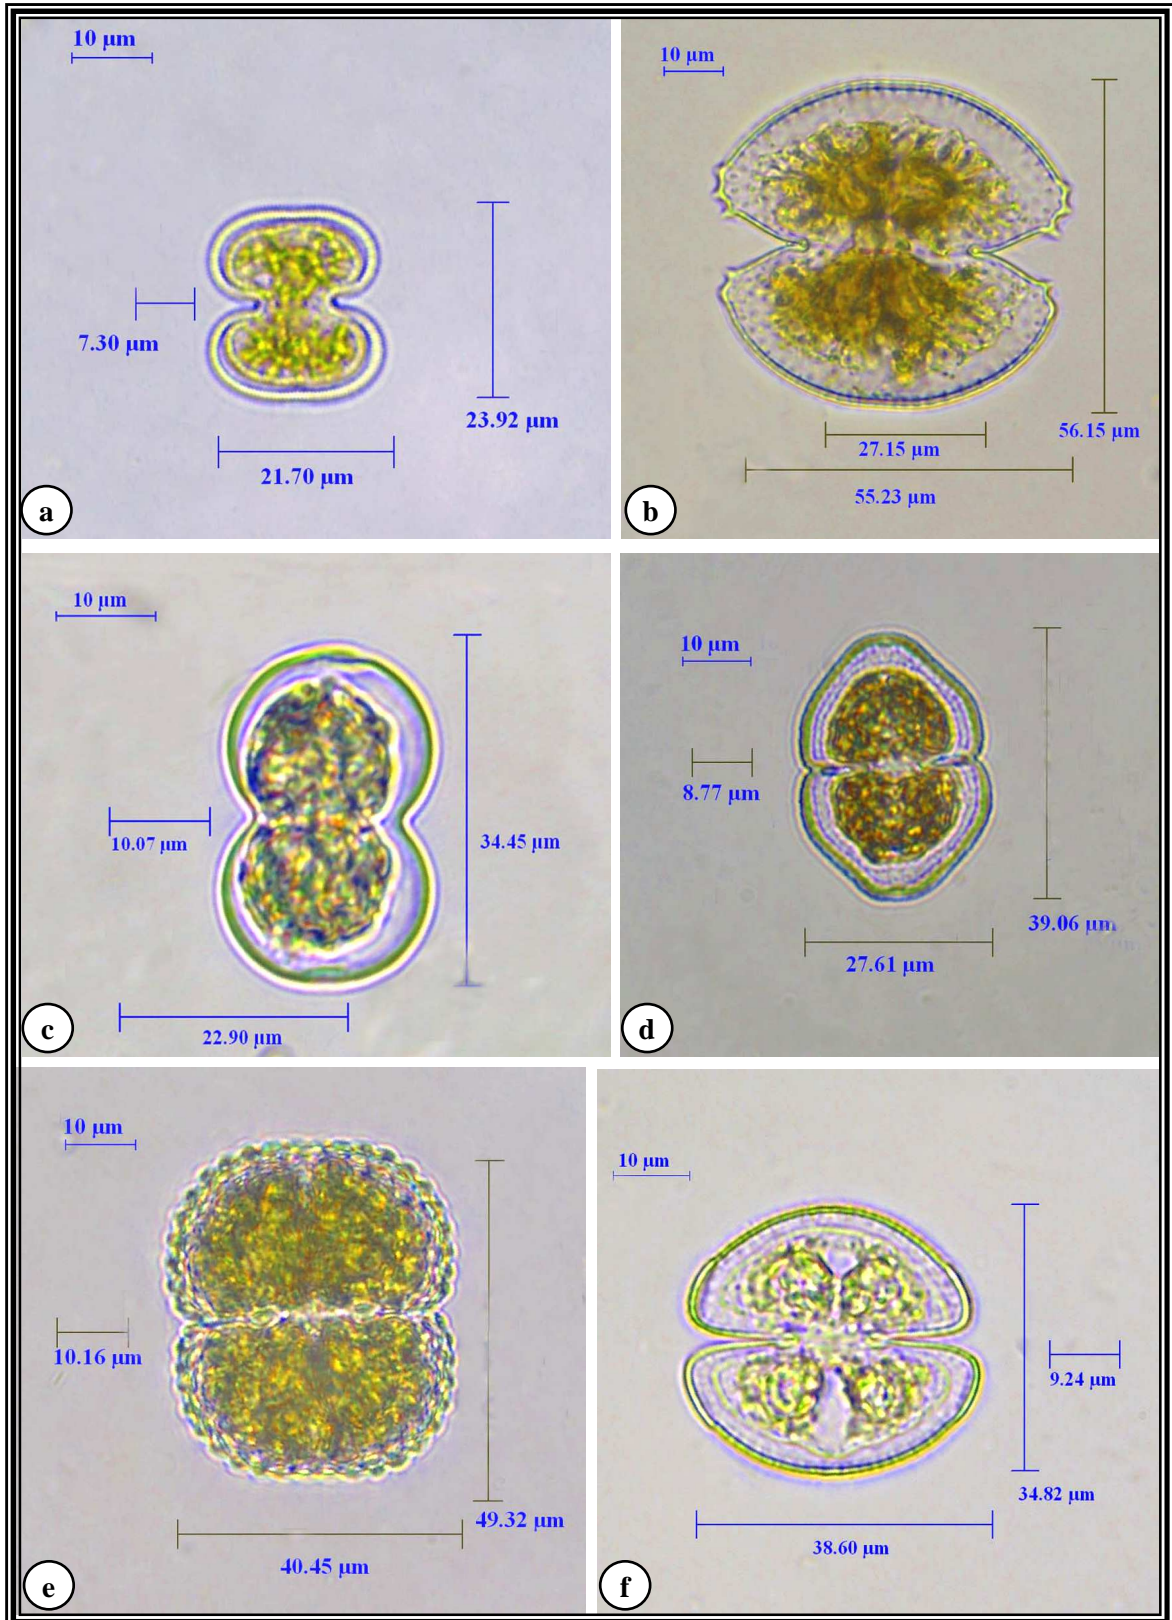 10 µm
7.30 µm
23.92 µm
21.70 µm
a
10 µm
56.15 µm
27.15 µm
55.23 µm
b
10 µm
10.07 µm
34.45 µm
22.90 µm
c
10 µm
8.77 µm
39.06 µm
27.61 µm
d
10 µm
10.16 µm
49.32 µm
40.45 µm
e
10 µm
9.24 µm
34.82 µm
38.60 µm
f